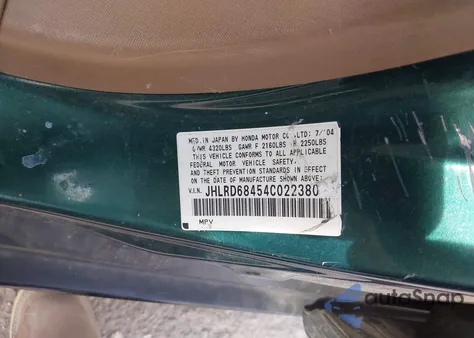 MFD.IN JAPAN BY HONDA MOTOR CO.,LTD: 7/04
GVWR 4320LBS GAWR F 2160LBS R 2250LBS
THIS VEHICLE CONFORMS TO ALL APPLICABLE
FEDERAL MOTOR VEHICLE SAFETY,
AND THEFT PREVENTION STANDARDS IN EFFECT
ON THE DATE OF MANUFACTURE SHOWN ABOVE.
V.I.N. JHLRD68454C022380
MPV
autoSnap